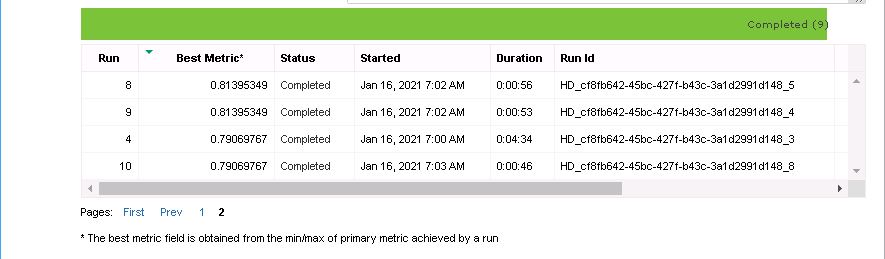 Completed (9)
Run Best Metric* Status Started Duration Run Id
8 0.81395349 Completed Jan 16, 2021 7:02 AM 0:00:56 HD_cf8fb642-45bc-427f-b43c-3a1d2991d148_5
9 0.81395349 Completed Jan 16, 2021 7:02 AM 0:00:53 HD_cf8fb642-45bc-427f-b43c-3a1d2991d148_4
4 0.79069767 Completed Jan 16, 2021 7:00 AM 0:04:34 HD_cf8fb642-45bc-427f-b43c-3a1d2991d148_3
10 0.79069767 Completed Jan 16, 2021 7:03 AM 0:00:46 HD_cf8fb642-45bc-427f-b43c-3a1d2991d148_8
Pages: First Prev 1 2
* The best metric field is obtained from the min/max of primary metric achieved by a run